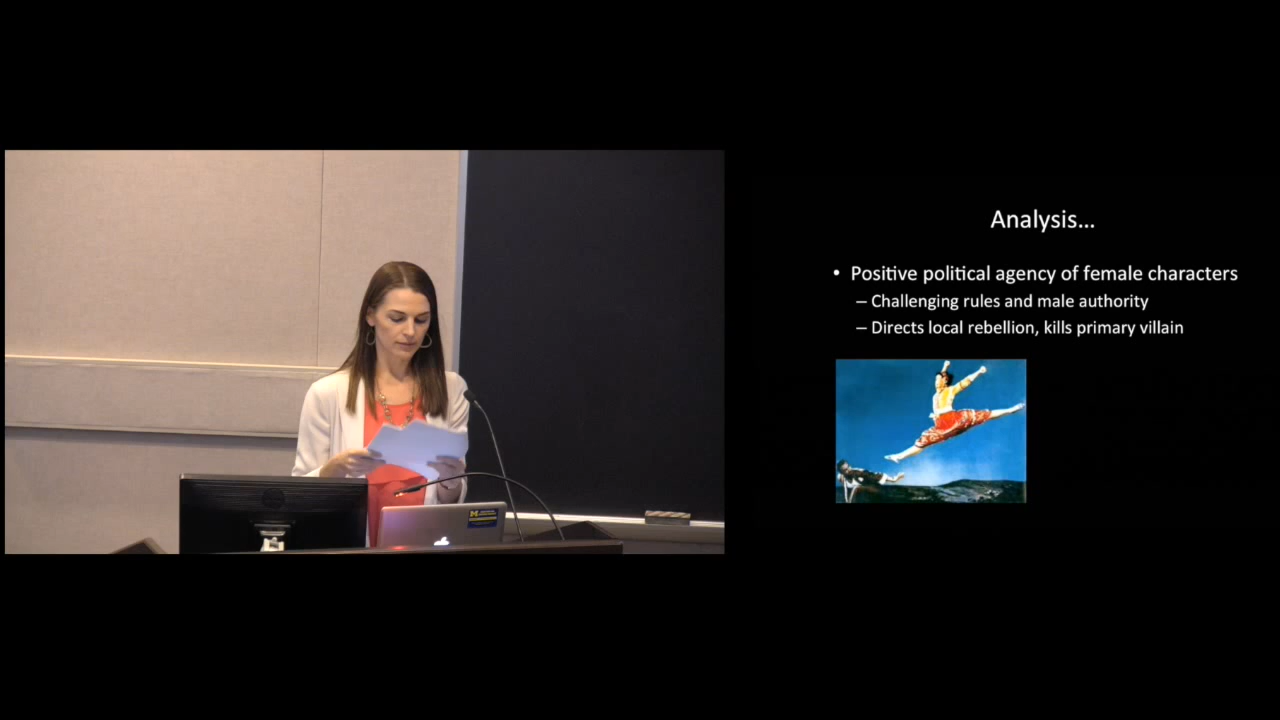 Analysis...
• Positive political agency of female characters
– Challenging rules and male authority
– Directs local rebellion, kills primary villain
M